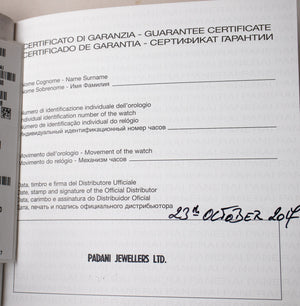 CERTIFICATO DI GARANZIA - GUARANTEE CERTIFICATE
CERTIFICADO DE GARANTIA - СЕРТИФИКАТ ГАРАНТИИ
Nome Cognome - Name Surname
Nome Sobrenome - Имя Фамилия
Numero di identificazione individuale dell'orologio
Individual identification number of the watch
Número de identificação individual do relógio
Индивидуальный идентификационный номер часов
Movimento dell'orologio - Movement of the watch
Movimento do relógio - Механизм часов
Data, timbro e firma del Distributore Ufficiale
Date, stamp and signature of the Official Distributor
Data, carimbo e assinatura do Distribuidor Oficial
Дата, печать и подпись официального дистрибьютора
23th OCTOBER
PADANI JEWELLERS LTD.